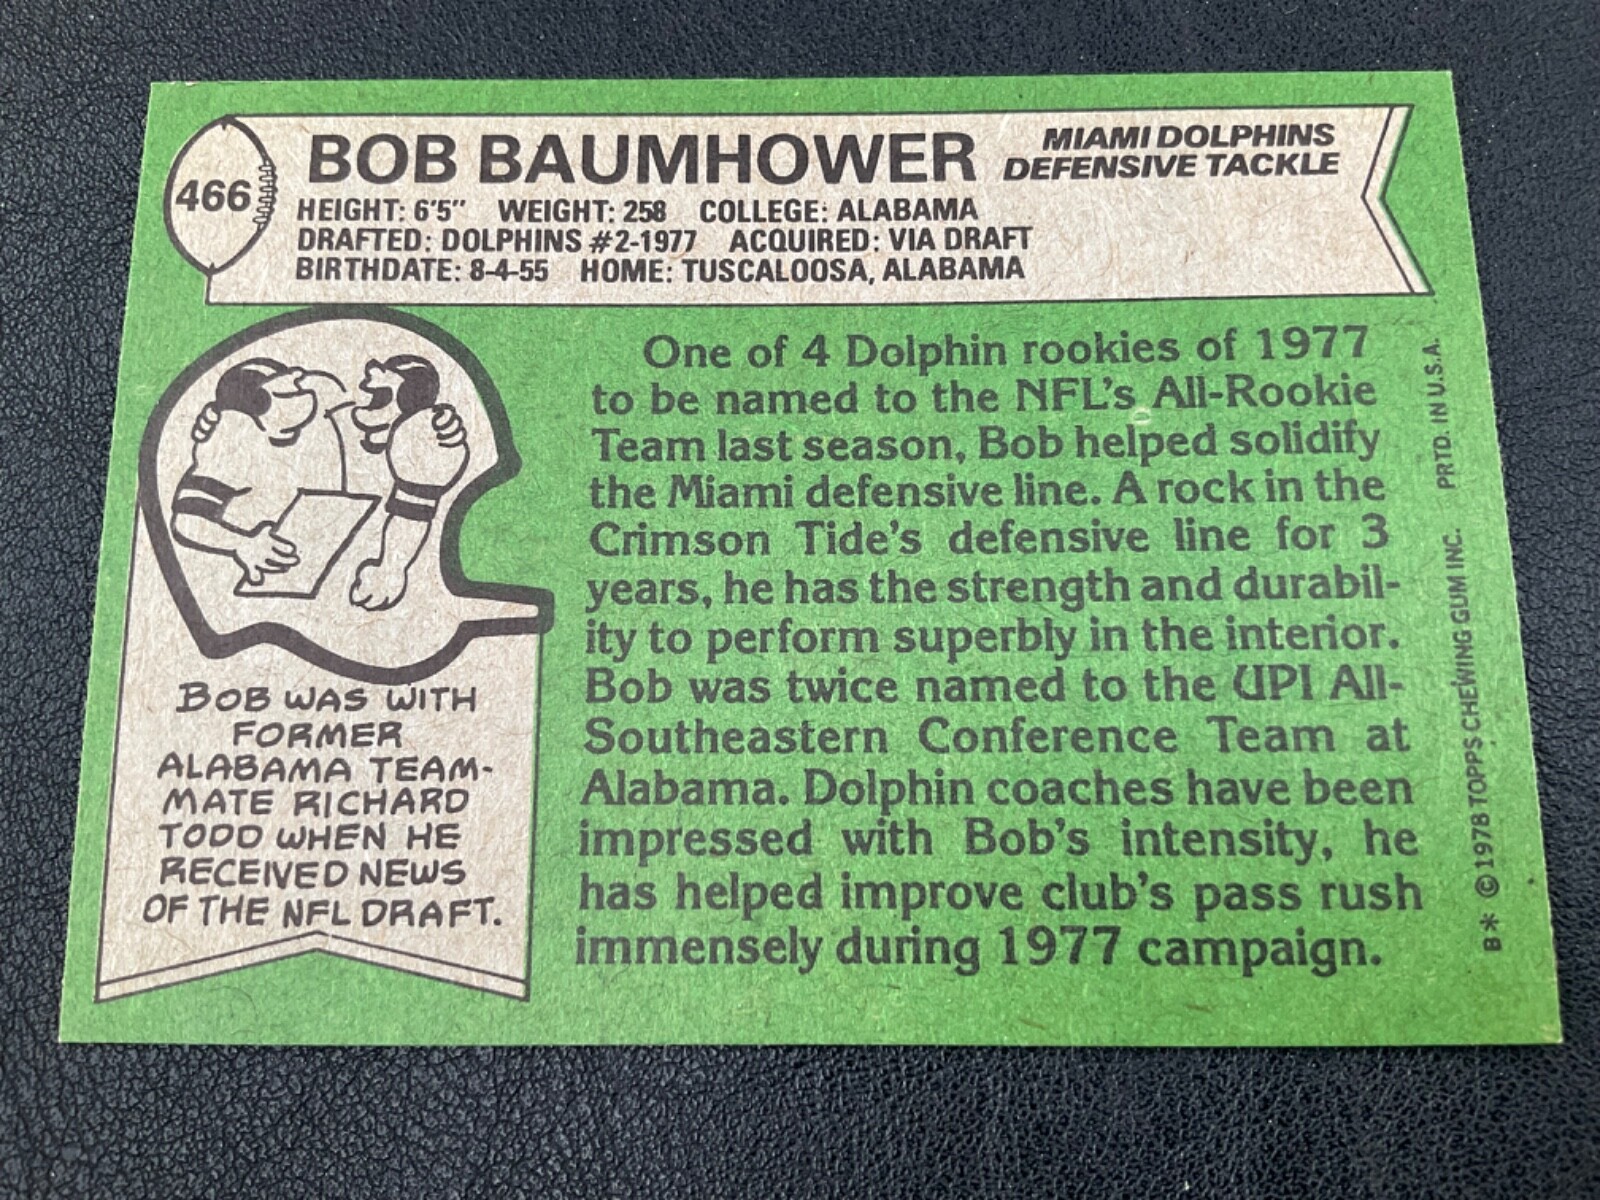 466
BOB BAUMHOWER
MIAMI DOLPHINS
DEFENSIVE TACKLE
HEIGHT: 6'5" WEIGHT: 258 COLLEGE: ALABAMA
DRAFTED: DOLPHINS #2-1977 ACQUIRED: VIA DRAFT
BIRTHDATE: 8-4-55 HOME: TUSCALOOSA, ALABAMA
BOB WAS WITH
FORMER
ALABAMA TEAM-
MATE RICHARD
TODD WHEN HE
RECEIVED NEWS
OF THE NFL DRAFT.
One of 4 Dolphin rookies of 1977
to be named to the NFL's All-Rookie
Team last season, Bob helped solidify
the Miami defensive line. A rock in the
Crimson Tide's defensive line for 3
years, he has the strength and durabil-
ity to perform superbly in the interior.
Bob was twice named to the UPI All-
Southeastern Conference Team at
Alabama. Dolphin coaches have been
impressed with Bob's intensity, he
has helped improve club's pass rush
immensely during 1977 campaign.
B* © 1978 TOPPS CHEWING GUM INC. PRTD. IN U.S.A.